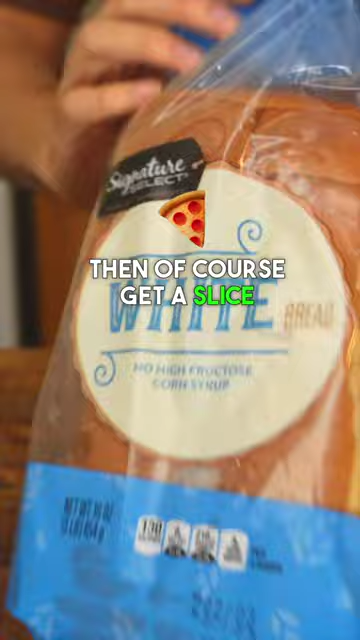 Signature
SELECT
THEN OF COURSE
GET A SLICE
WHITE
BREAD
NO HIGH FRUCTOSE
CORN SYRUP